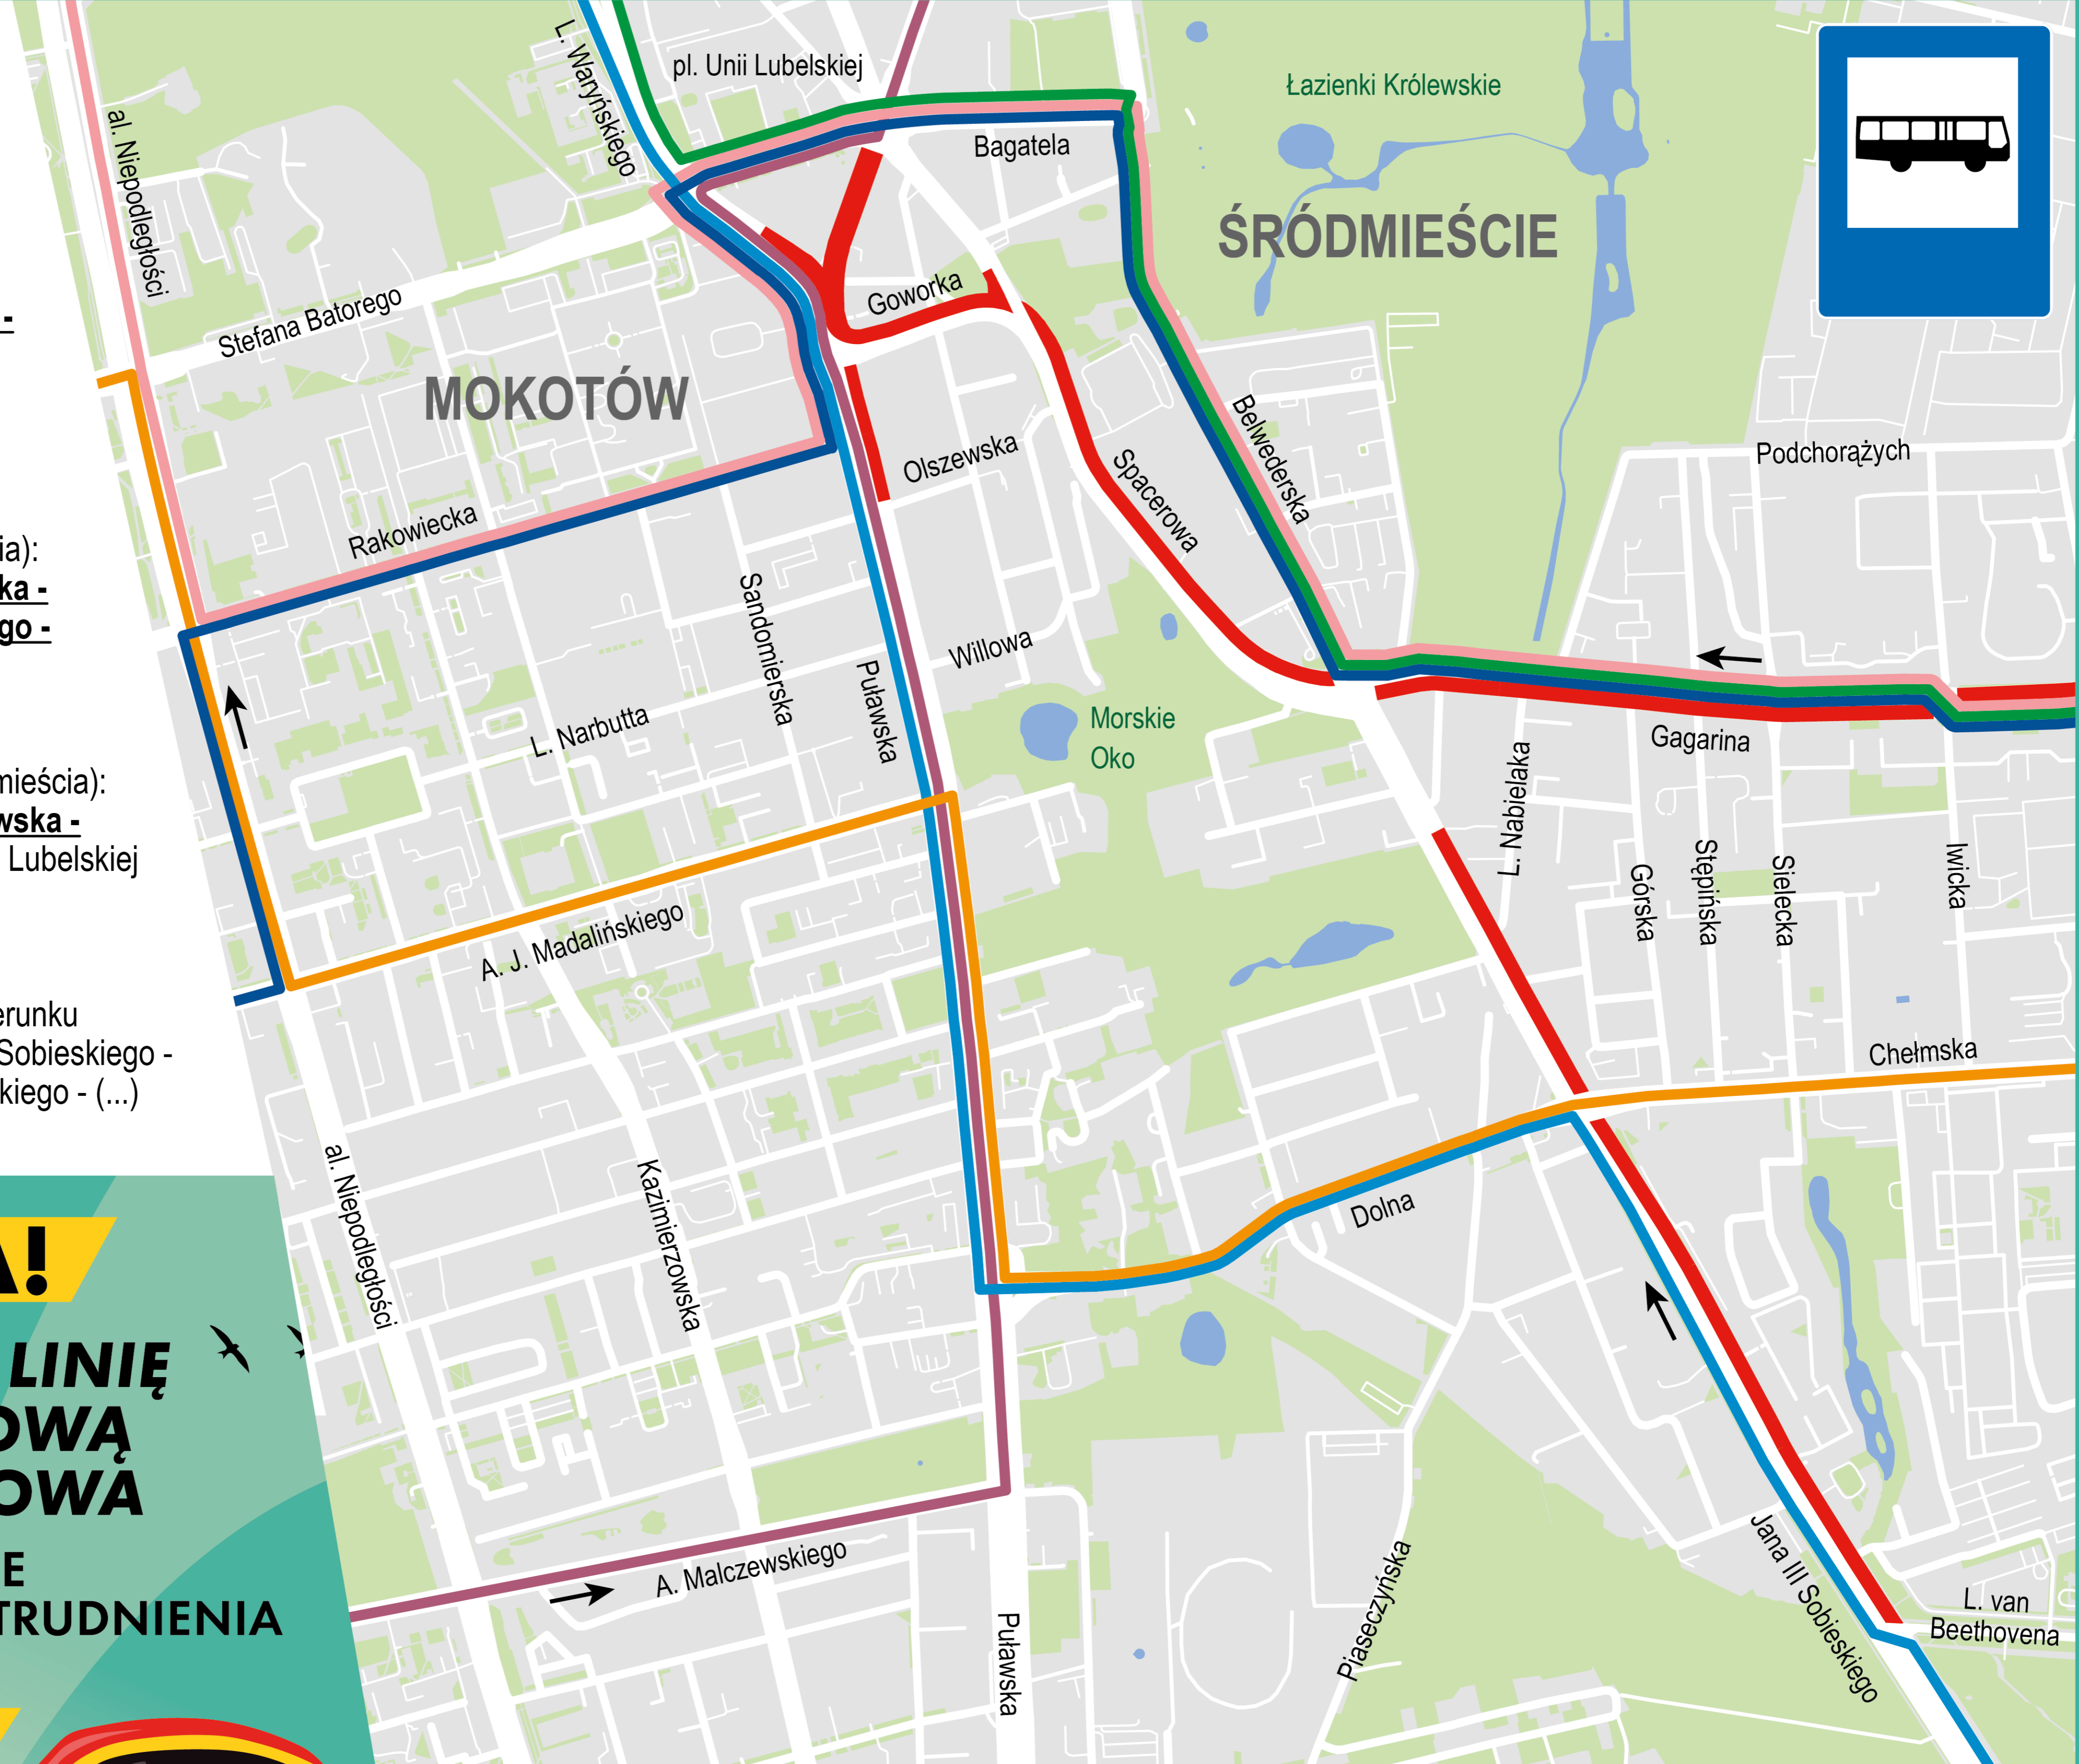 L. Waryńskiego
pl. Unii Lubelskiej
Łazienki Królewskie
al. Niepodległości
Bagatela
ŚRÓDMIEŚCIE
Goworka
Stefana Batorego
-
MOKOTÓW
Belwederska
Olszewska
Spacerowa
Podchorążych
Rakowiecka
ia):
ka -
go -
Sandomierska
Willowa
Puławska
L. Narbutta
Morskie
Oko
Gagarina
L. Nabielaka
mieścia):
wska -
Lubelskiej
Górska
Stępińska
Sielecka
Iwicka
A. J. Madalińskiego
erunku
Sobieskiego -
kiego - (...)
Chełmska
al. Niepodległości
Kazimierzowska
Dolna
A!
LINIĘ
OWĄ
OWA
E
TRUDNIENIA
A. Malczewskiego
Puławska
Piaseczyńska
Jana III Sobieskiego
L. van
Beethovena